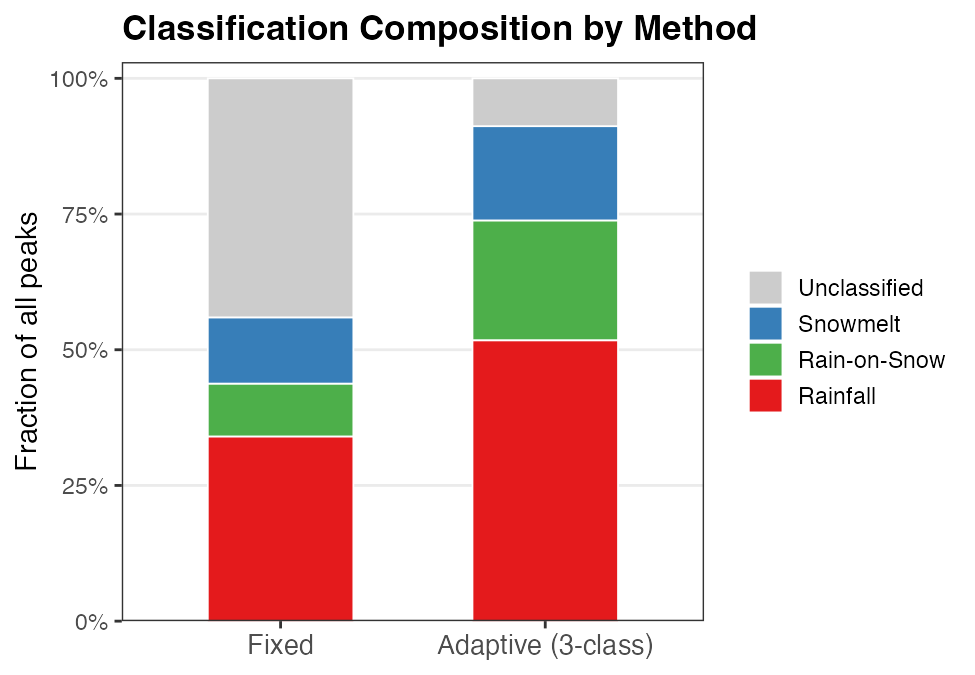 Classification Composition by Method
Fraction of all peaks
100%
75%
50%
25%
0%
Fixed
Adaptive (3-class)
Unclassified
Snowmelt
Rain-on-Snow
Rainfall